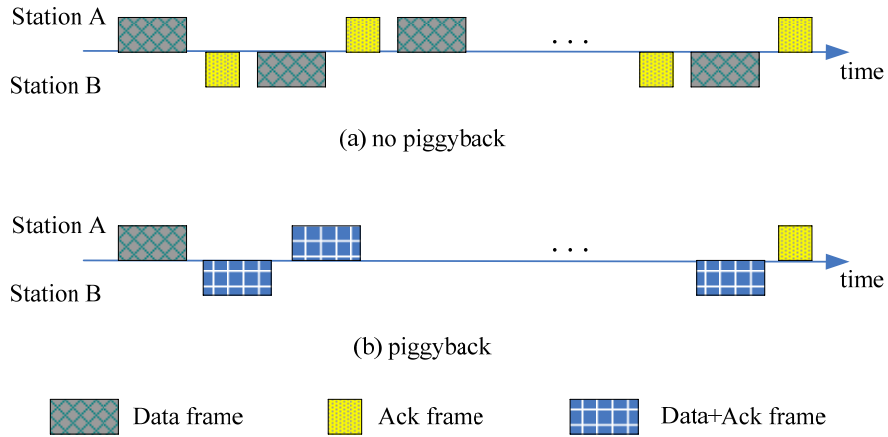 Station A
. . .
time
Station B
(a) no piggyback
Station A
. . .
time
Station B
(b) piggyback
Data frame
Ack frame
Data+Ack frame